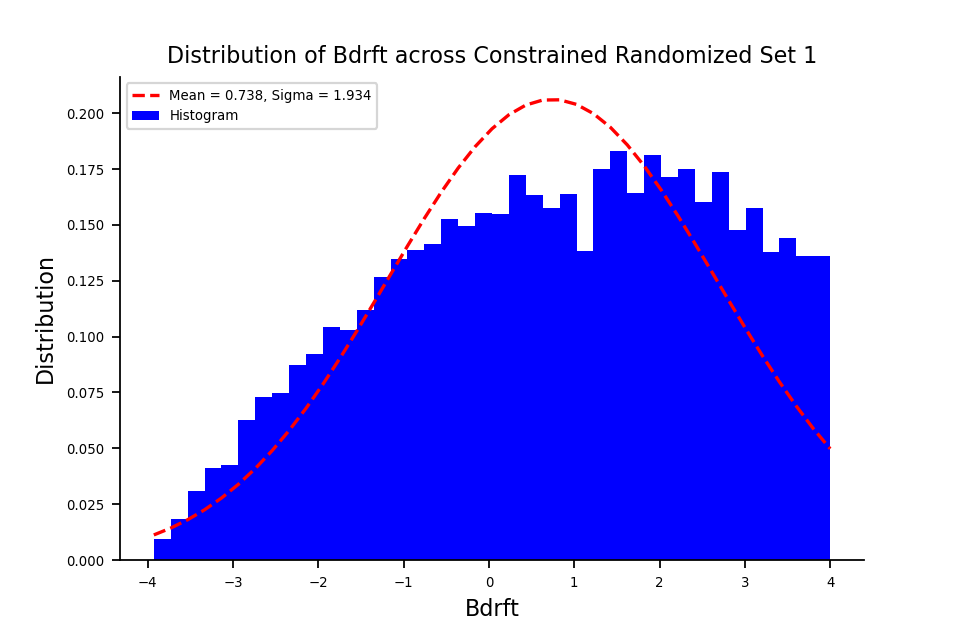 Distribution of Bdrft across Constrained Randomized Set 1
Mean = 0.738, Sigma = 1.934
Histogram
Distribution
0.200
0.175
0.150
0.125
0.100
0.075
0.050
0.025
0.000
−4 −3 −2 −1 0 1 2 3 4
Bdrft